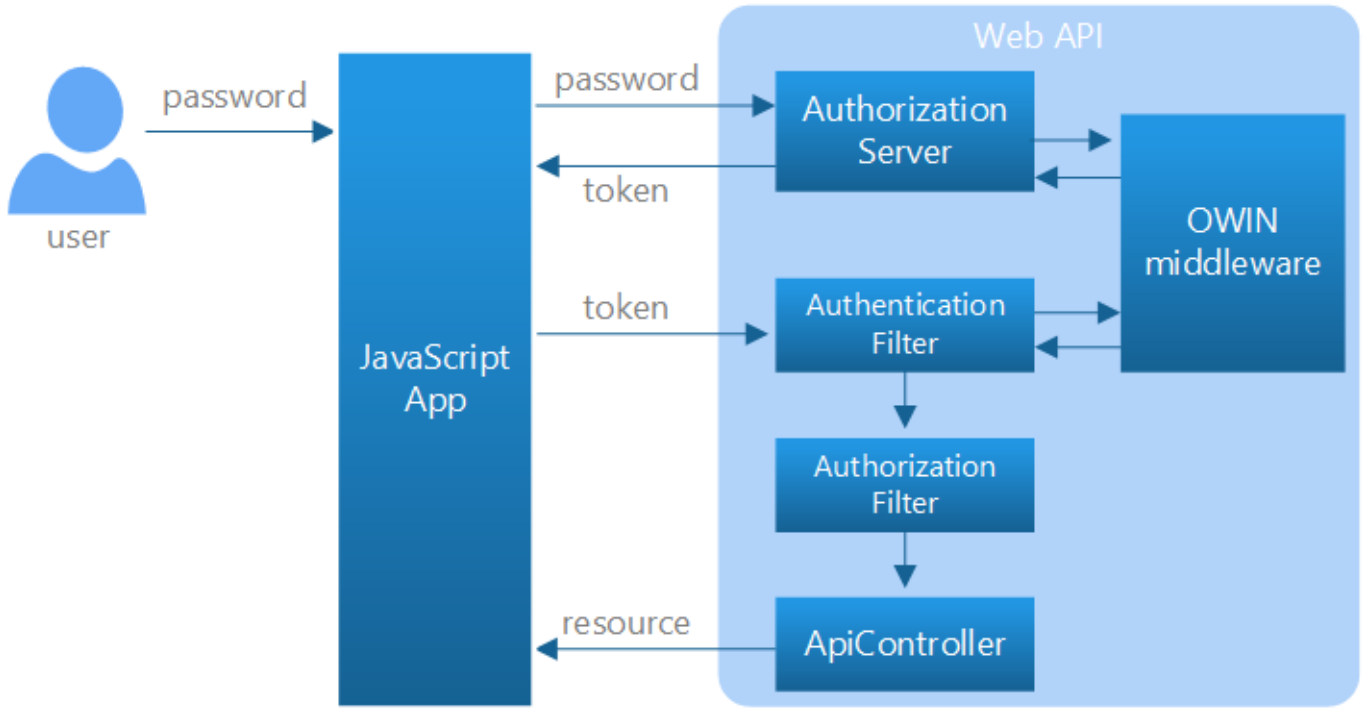 Web API
password
user
JavaScript
App
password
token
Authorization
Server
OWIN
middleware
token
Authentication
Filter
Authorization
Filter
resource
ApiController